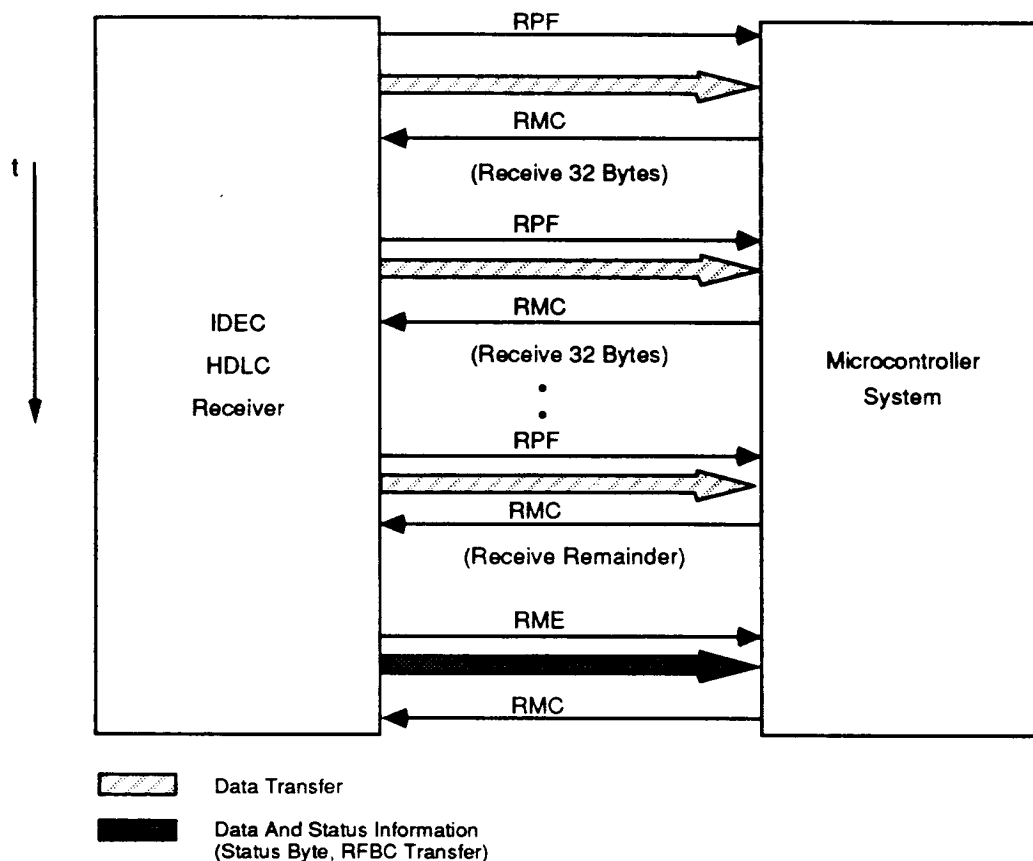 RPF
RMC
t
(Receive 32 Bytes)
RPF
RMC
IDEC
HDLC
Receiver
(Receive 32 Bytes)
Microcontroller
System
RPF
RMC
(Receive Remainder)
RME
RMC
Data Transfer
Data And Status Information
(Status Byte, RFBC Transfer)